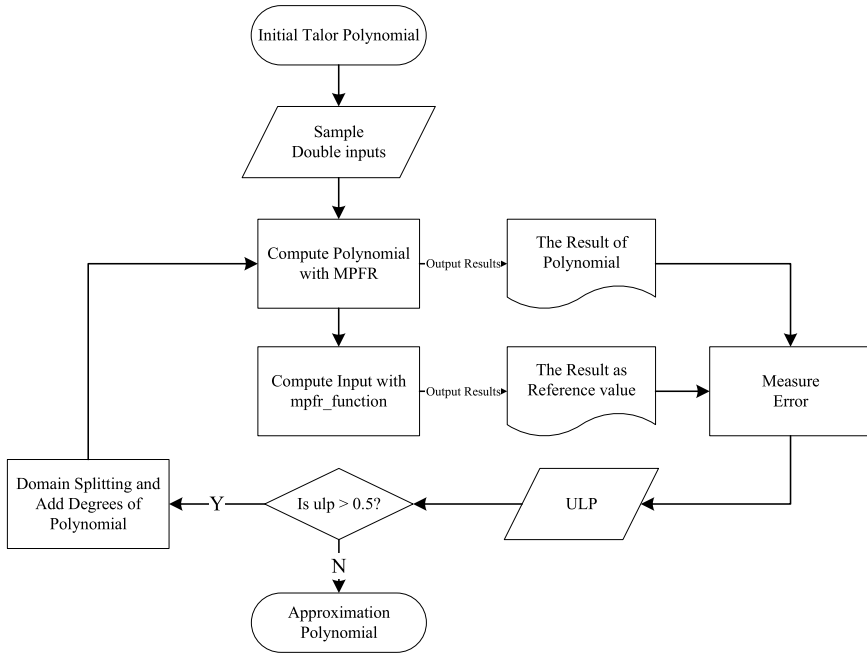 Initial Talor Polynomial
Sample
Double inputs
Compute Polynomial
with MPFR
Output Results
The Result of
Polynomial
Compute Input with
mpfr_function
Output Results
The Result as
Reference value
Measure
Error
Domain Splitting and
Add Degrees of
Polynomial
Y
Is ulp > 0.5?
ULP
N
Approximation
Polynomial